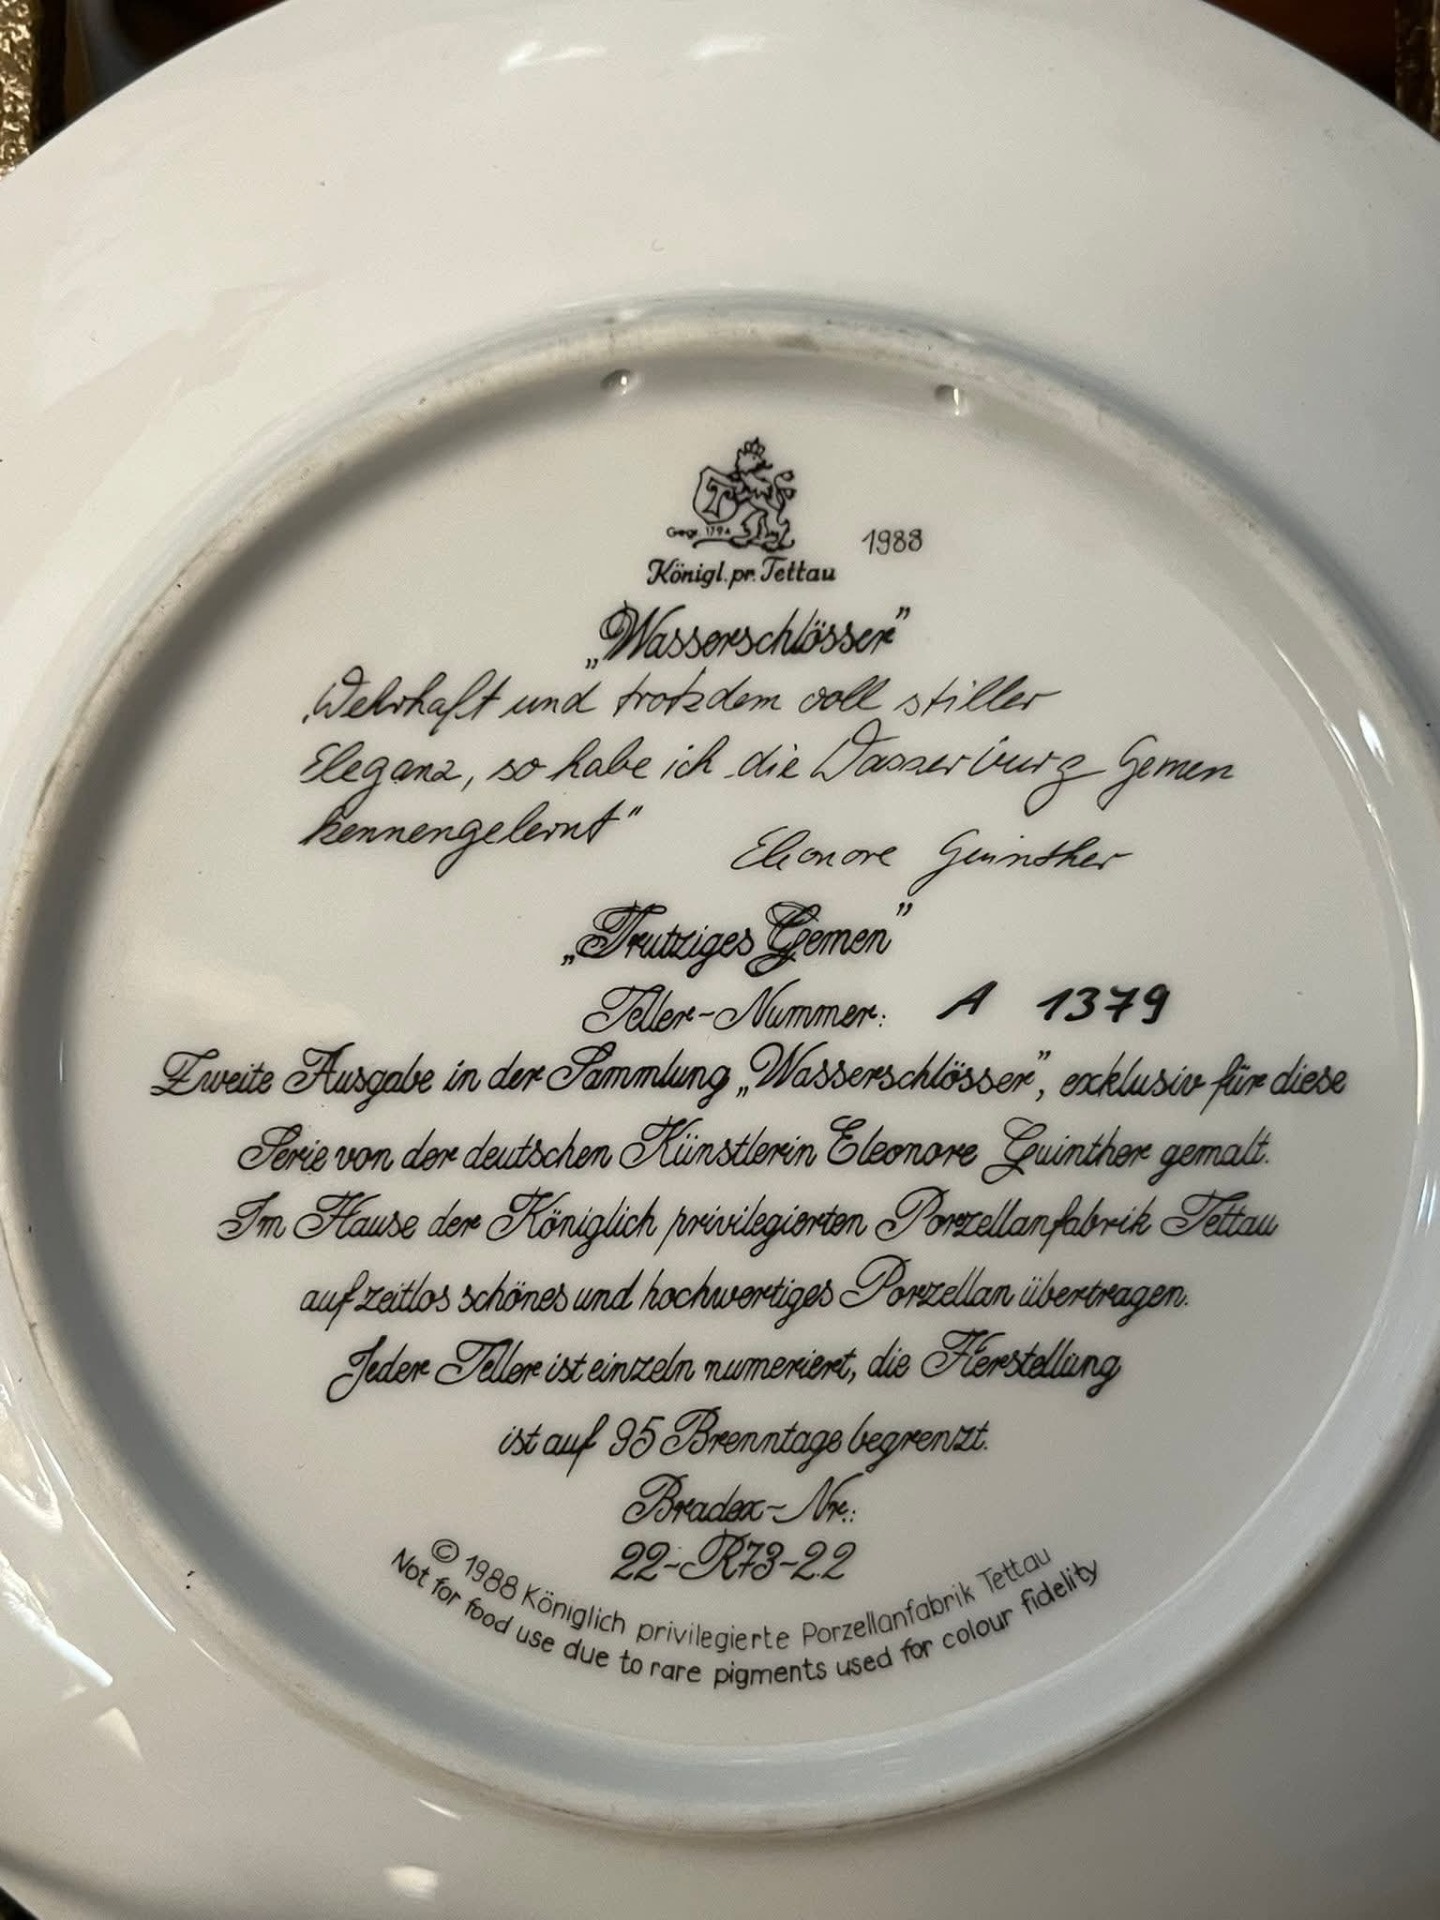 T
Gegr. 1794
Königl. pr. Tettau
1988
„Wasserschlösser”
„Wehrhaft und trotzdem voll stiller
Eleganz, so habe ich die Wasserburg Gemen
kennengelernt"
Eleonore Guinther
„Trutziges Gemen”
Teller-Nummer: A 1379
Zweite Ausgabe in der Sammlung „Wasserschlösser”, exklusiv für diese
Serie von der deutschen Künstlerin Eleonore Guinther gemalt.
Im Hause der Königlich privilegierten Porzellanfabrik Tettau
auf zeitlos schönes und hochwertiges Porzellan übertragen.
Jeder Teller ist einzeln numeriert, die Herstellung
ist auf 95 Brenntage begrenzt.
Bradex-Nr.:
22-R73-2.2
© 1988 Königlich privilegierte Porzellanfabrik Tettau
Not for food use due to rare pigments used for colour fidelity